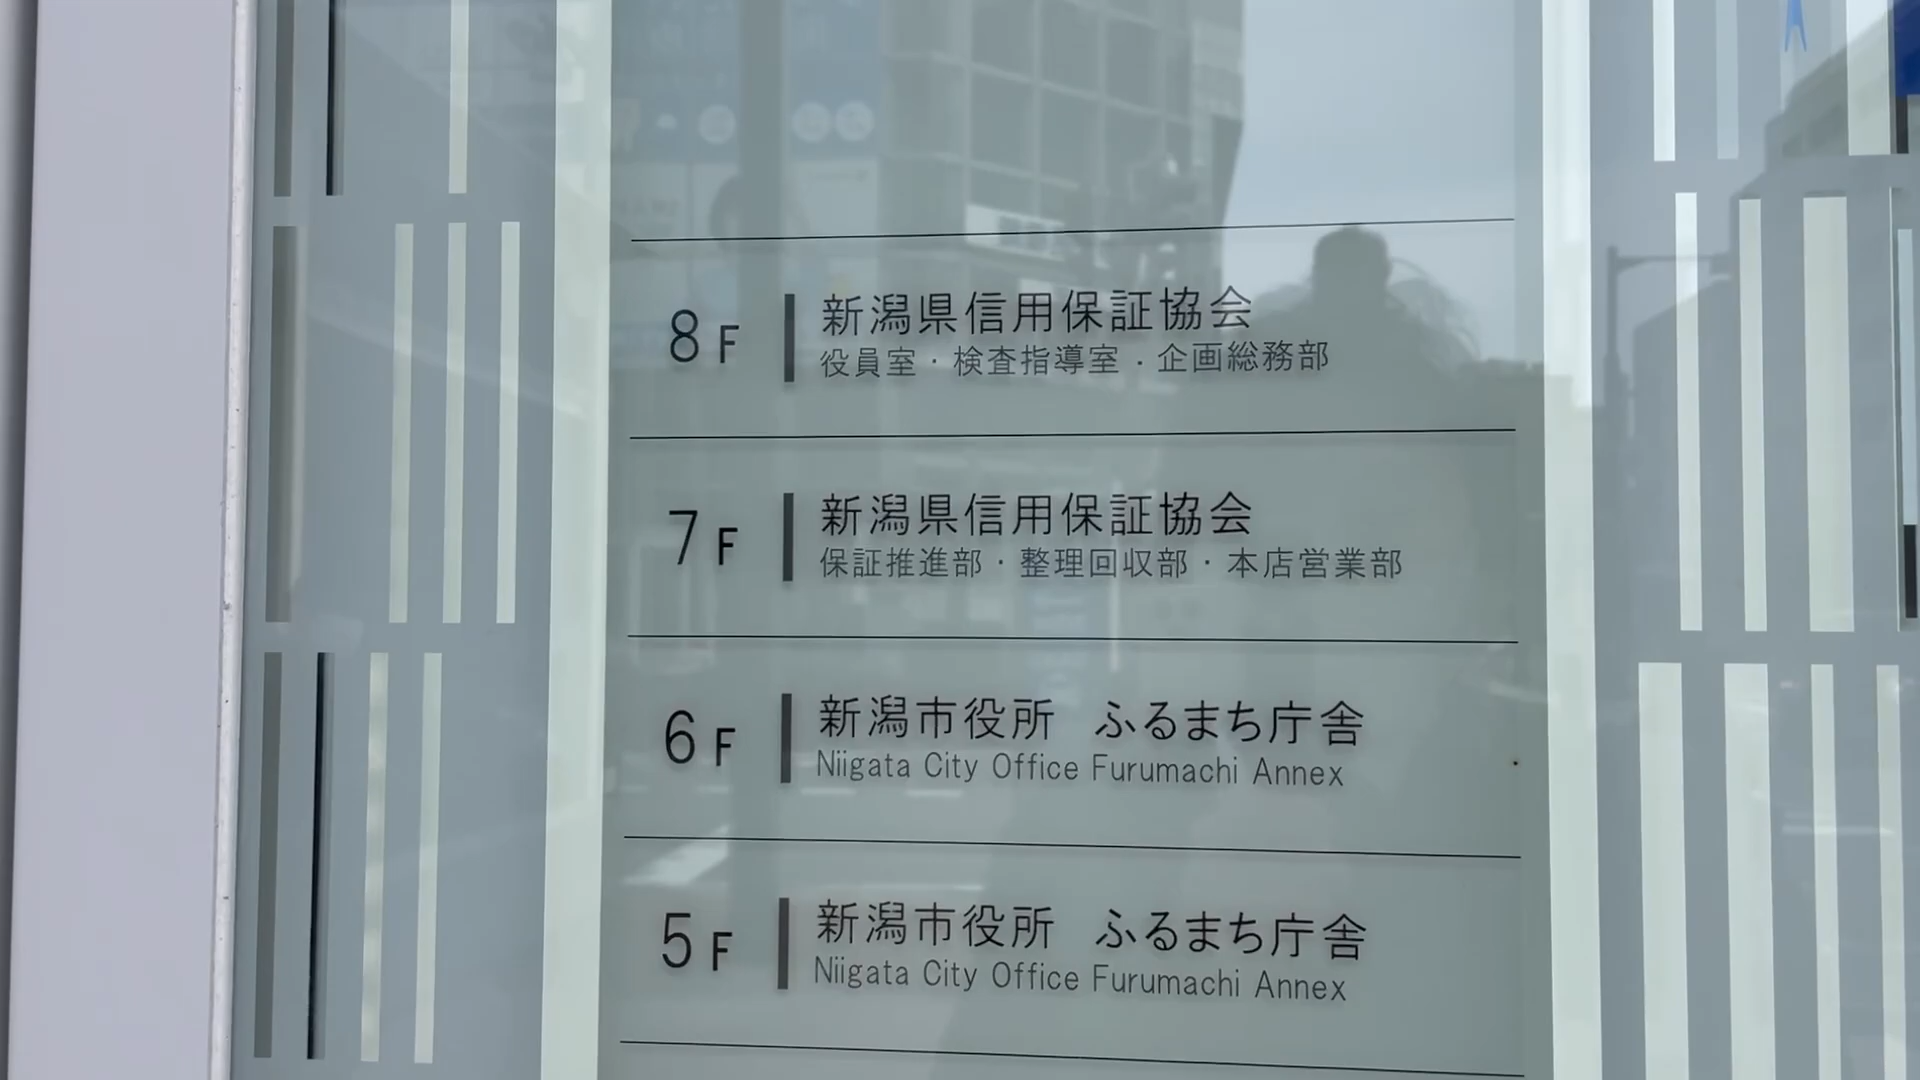 8F
新潟県信用保証協会
役員室・検査指導室・企画総務部
7F
新潟県信用保証協会
保証推進部・整理回収部・本店営業部
6F
新潟市役所 ふるまち庁舎
Niigata City Office Furumachi Annex
5F
新潟市役所 ふるまち庁舎
Niigata City Office Furumachi Annex